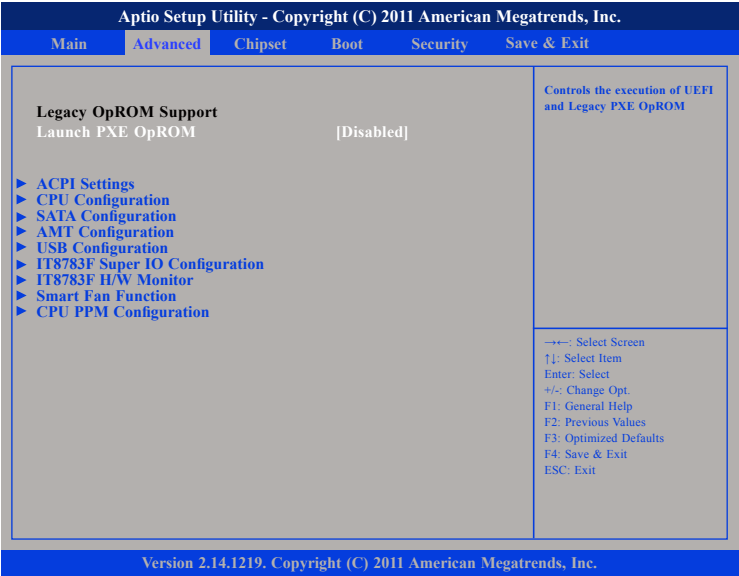 Aptio Setup Utility - Copyright (C) 2011 American Megatrends, Inc.
Main Advanced Chipset Boot Security Save & Exit
Legacy OpROM Support
Launch PXE OpROM [Disabled]
► ACPI Settings
► CPU Configuration
► SATA Configuration
► AMT Configuration
► USB Configuration
► IT8783F Super IO Configuration
► IT8783F H/W Monitor
► Smart Fan Function
► CPU PPM Configuration
Controls the execution of UEFI
and Legacy PXE OpROM
→←: Select Screen
↑↓: Select Item
Enter: Select
+/-: Change Opt.
F1: General Help
F2: Previous Values
F3: Optimized Defaults
F4: Save & Exit
ESC: Exit
Version 2.14.1219. Copyright (C) 2011 American Megatrends, Inc.